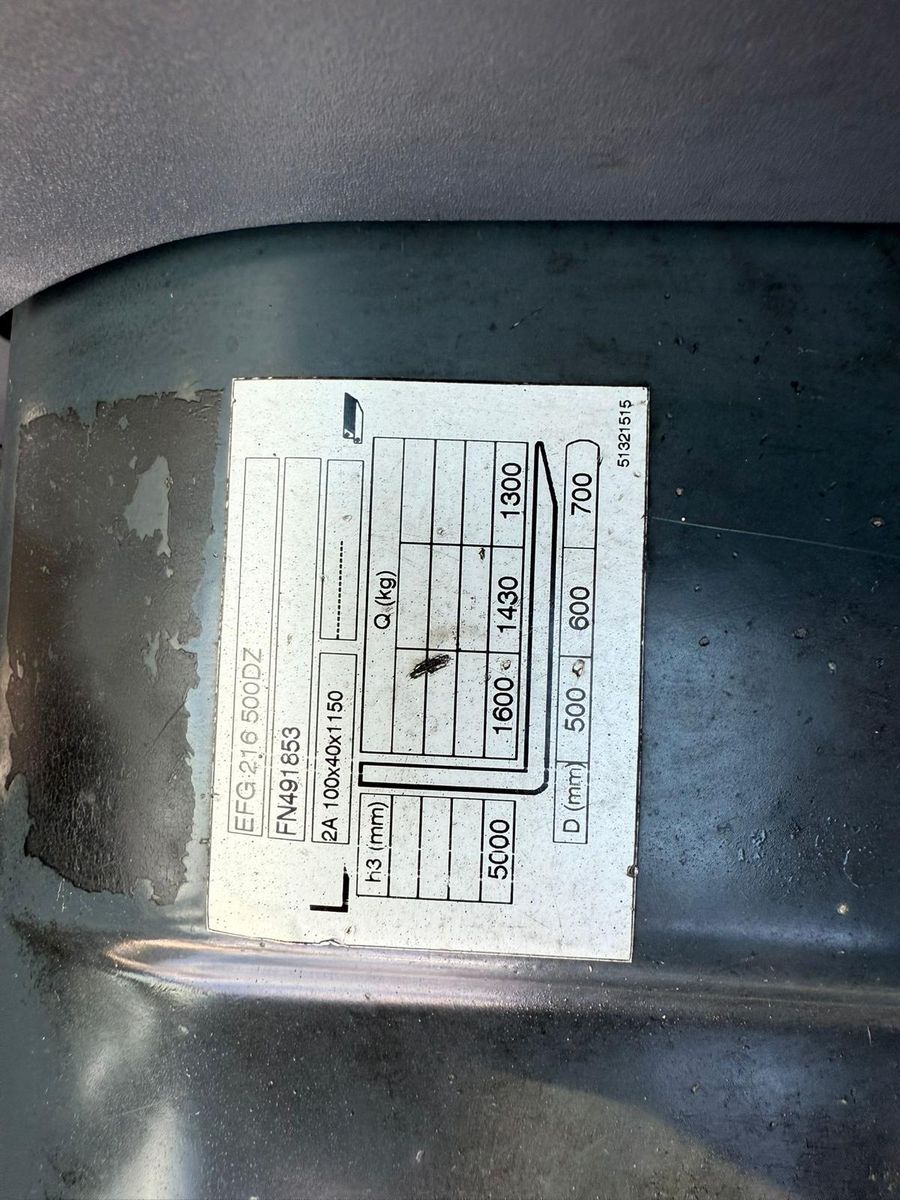 EFG 216 500DZ
FN491853
2A 100x40x1150
h3 (mm) Q (kg)
5000 1600 1430 1300
D (mm) 500 600 700
51321515